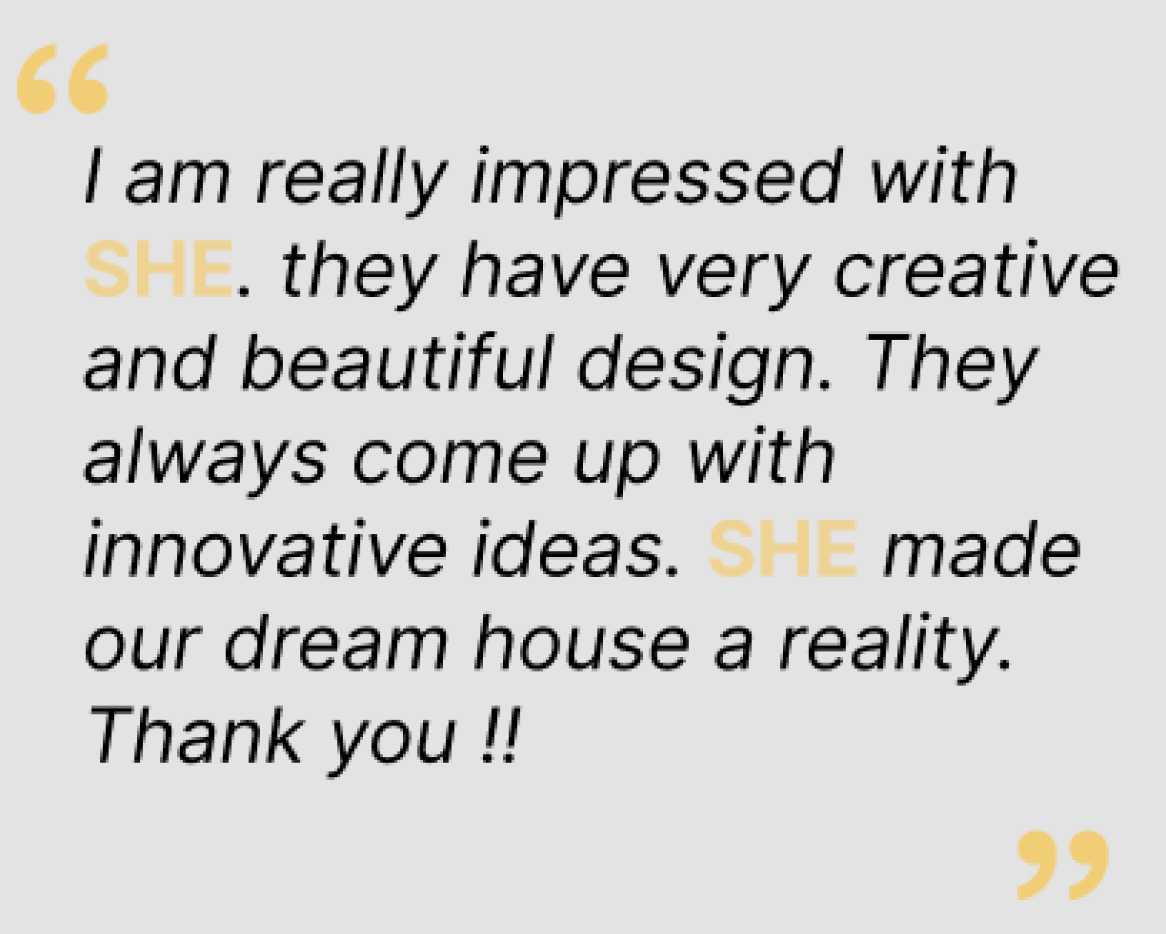 “
I am really impressed with
SHE. they have very creative
and beautiful design. They
always come up with
innovative ideas. SHE made
our dream house a reality.
Thank you !!
”